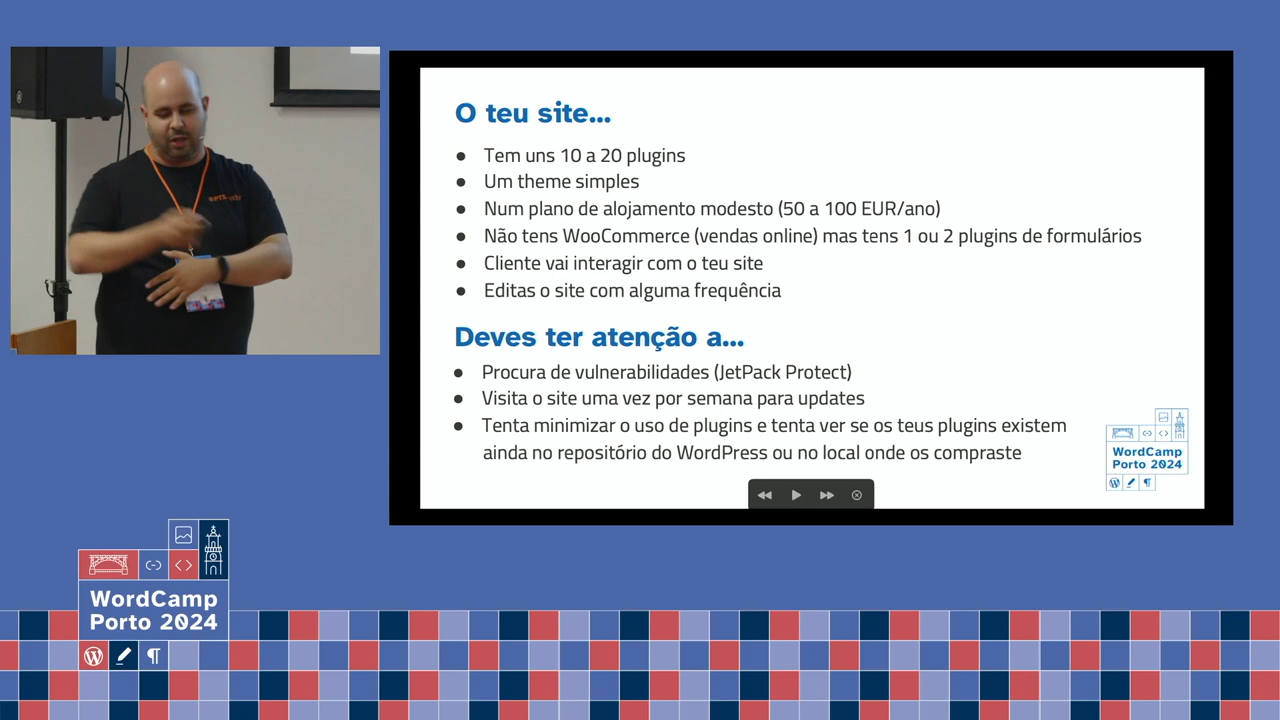 O teu site...
● Tem uns 10 a 20 plugins
● Um theme simples
● Num plano de alojamento modesto (50 a 100 EUR/ano)
● Não tens WooCommerce (vendas online) mas tens 1 ou 2 plugins de formulários
● Cliente vai interagir com o teu site
● Editas o site com alguma frequência
Deves ter atenção a...
● Procura de vulnerabilidades (JetPack Protect)
● Visita o site uma vez por semana para updates
● Tenta minimizar o uso de plugins e tenta ver se os teus plugins existem
ainda no repositório do WordPress ou no local onde os compraste
WordCamp
Porto 2024
WordCamp
Porto 2024